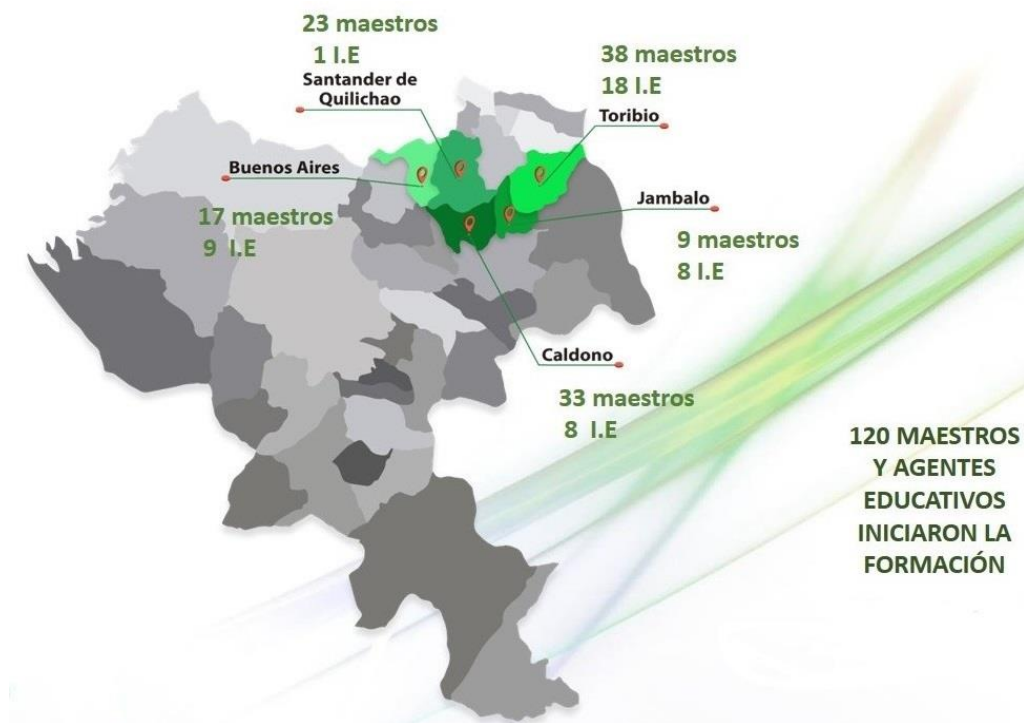 23 maestros
1 I.E
Santander de
Quilichao
38 maestros
18 I.E
Toribio
Buenos Aires
17 maestros
9 I.E
Jambalo
9 maestros
8 I.E
Caldono
33 maestros
8 I.E
120 MAESTROS
Y AGENTES
EDUCATIVOS
INICIARON LA
FORMACIÓN